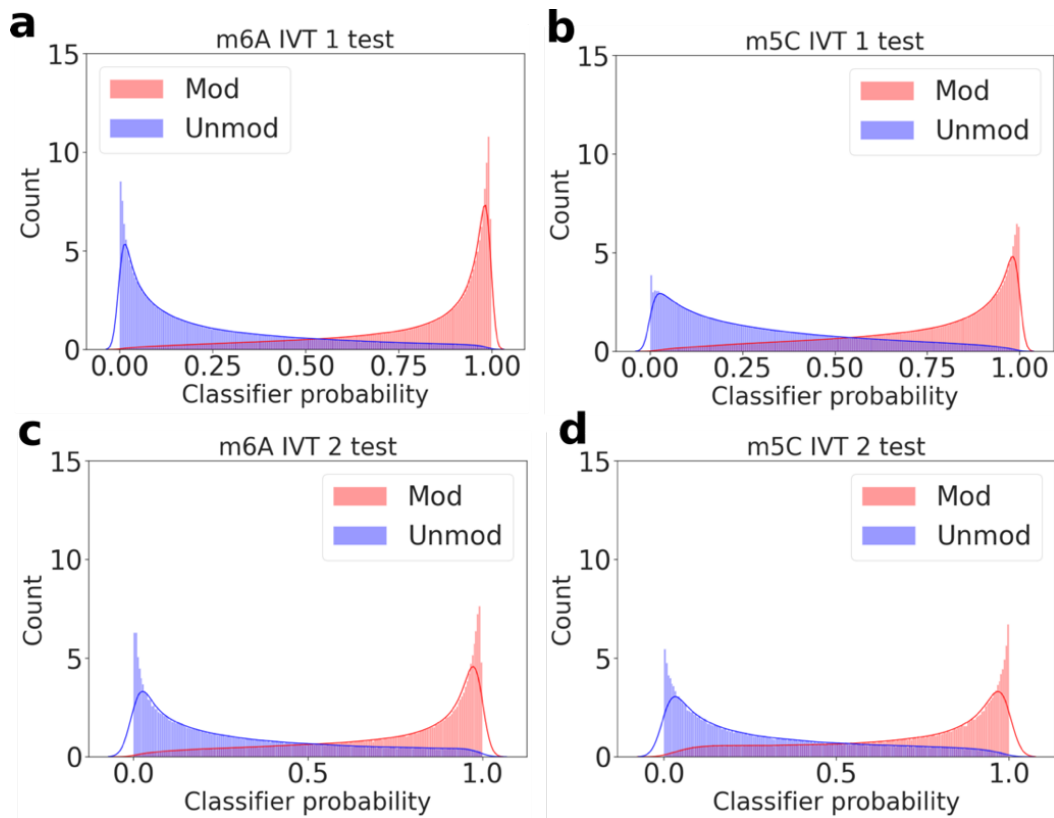 a
m6A IVT 1 test
15
10
5
0
Count
Mod
Unmod
0.00 0.25 0.50 0.75 1.00
Classifier probability
b
m5C IVT 1 test
15
10
5
0
Count
Mod
Unmod
0.00 0.25 0.50 0.75 1.00
Classifier probability
c
m6A IVT 2 test
15
10
5
0
Count
Mod
Unmod
0.0 0.5 1.0
Classifier probability
d
m5C IVT 2 test
15
10
5
0
Count
Mod
Unmod
0.0 0.5 1.0
Classifier probability